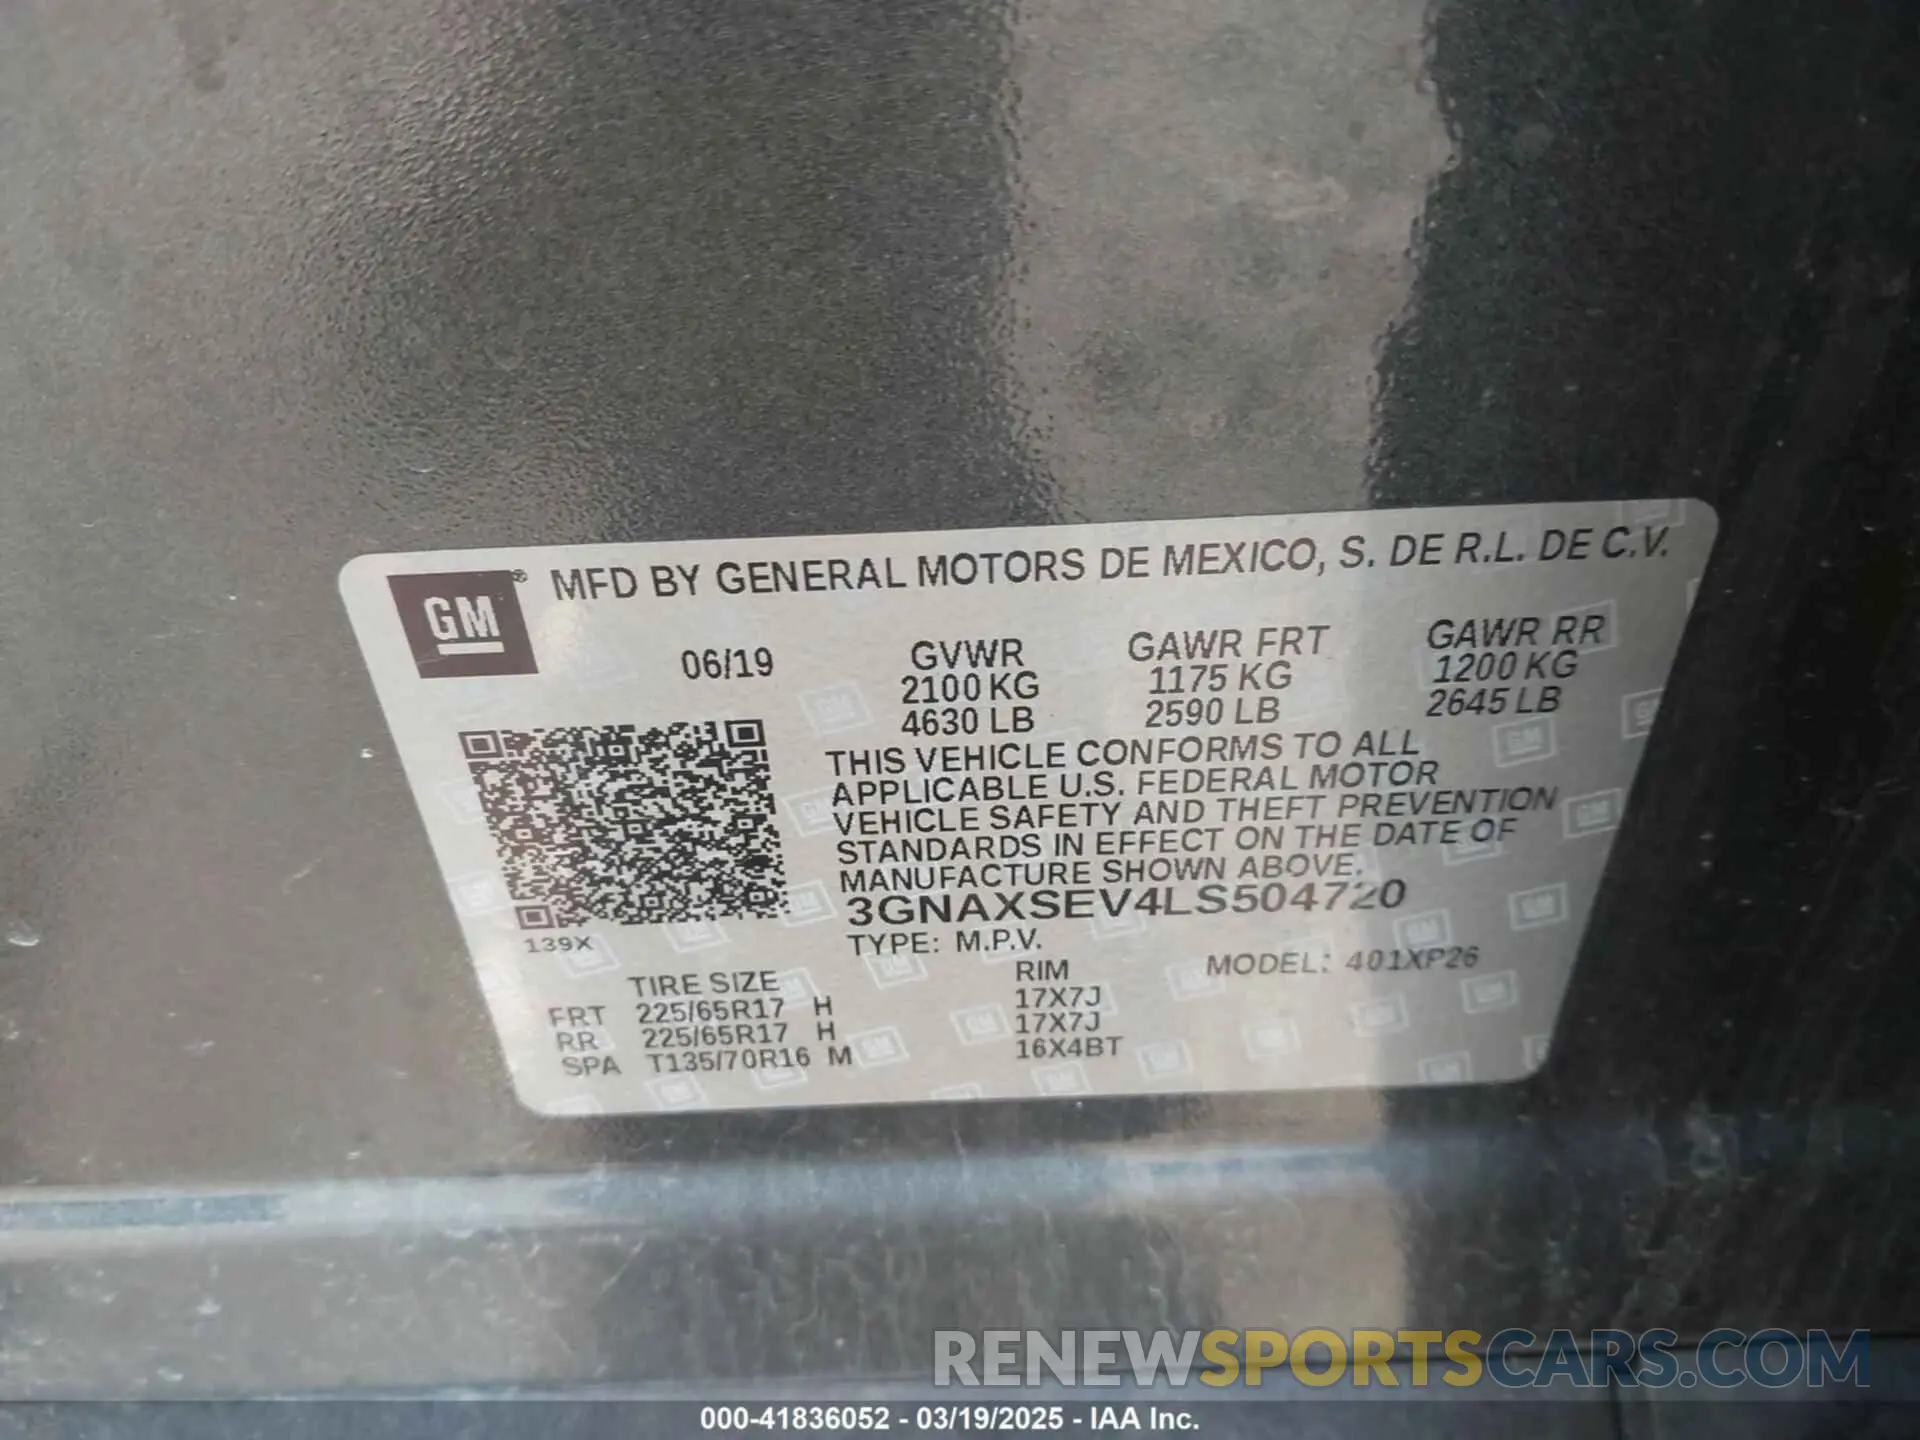 GM ® MFD BY GENERAL MOTORS DE MEXICO, S. DE R.L. DE C.V.
06/19 GVWR GAWR FRT GAWR RR
2100 KG 1175 KG 1200 KG
4630 LB 2590 LB 2645 LB
THIS VEHICLE CONFORMS TO ALL
APPLICABLE U.S. FEDERAL MOTOR
VEHICLE SAFETY AND THEFT PREVENTION
STANDARDS IN EFFECT ON THE DATE OF
MANUFACTURE SHOWN ABOVE.
3GNAXSEV4LS504720
139X TYPE: M.P.V. MODEL: 401XP26
TIRE SIZE RIM
FRT 225/65R17 H 17X7J
RR 225/65R17 H 17X7J
SPA T135/70R16 M 16X4BT
RENEWSPORTSCARS.COM
000-41836052 - 03/19/2025 - IAA Inc.